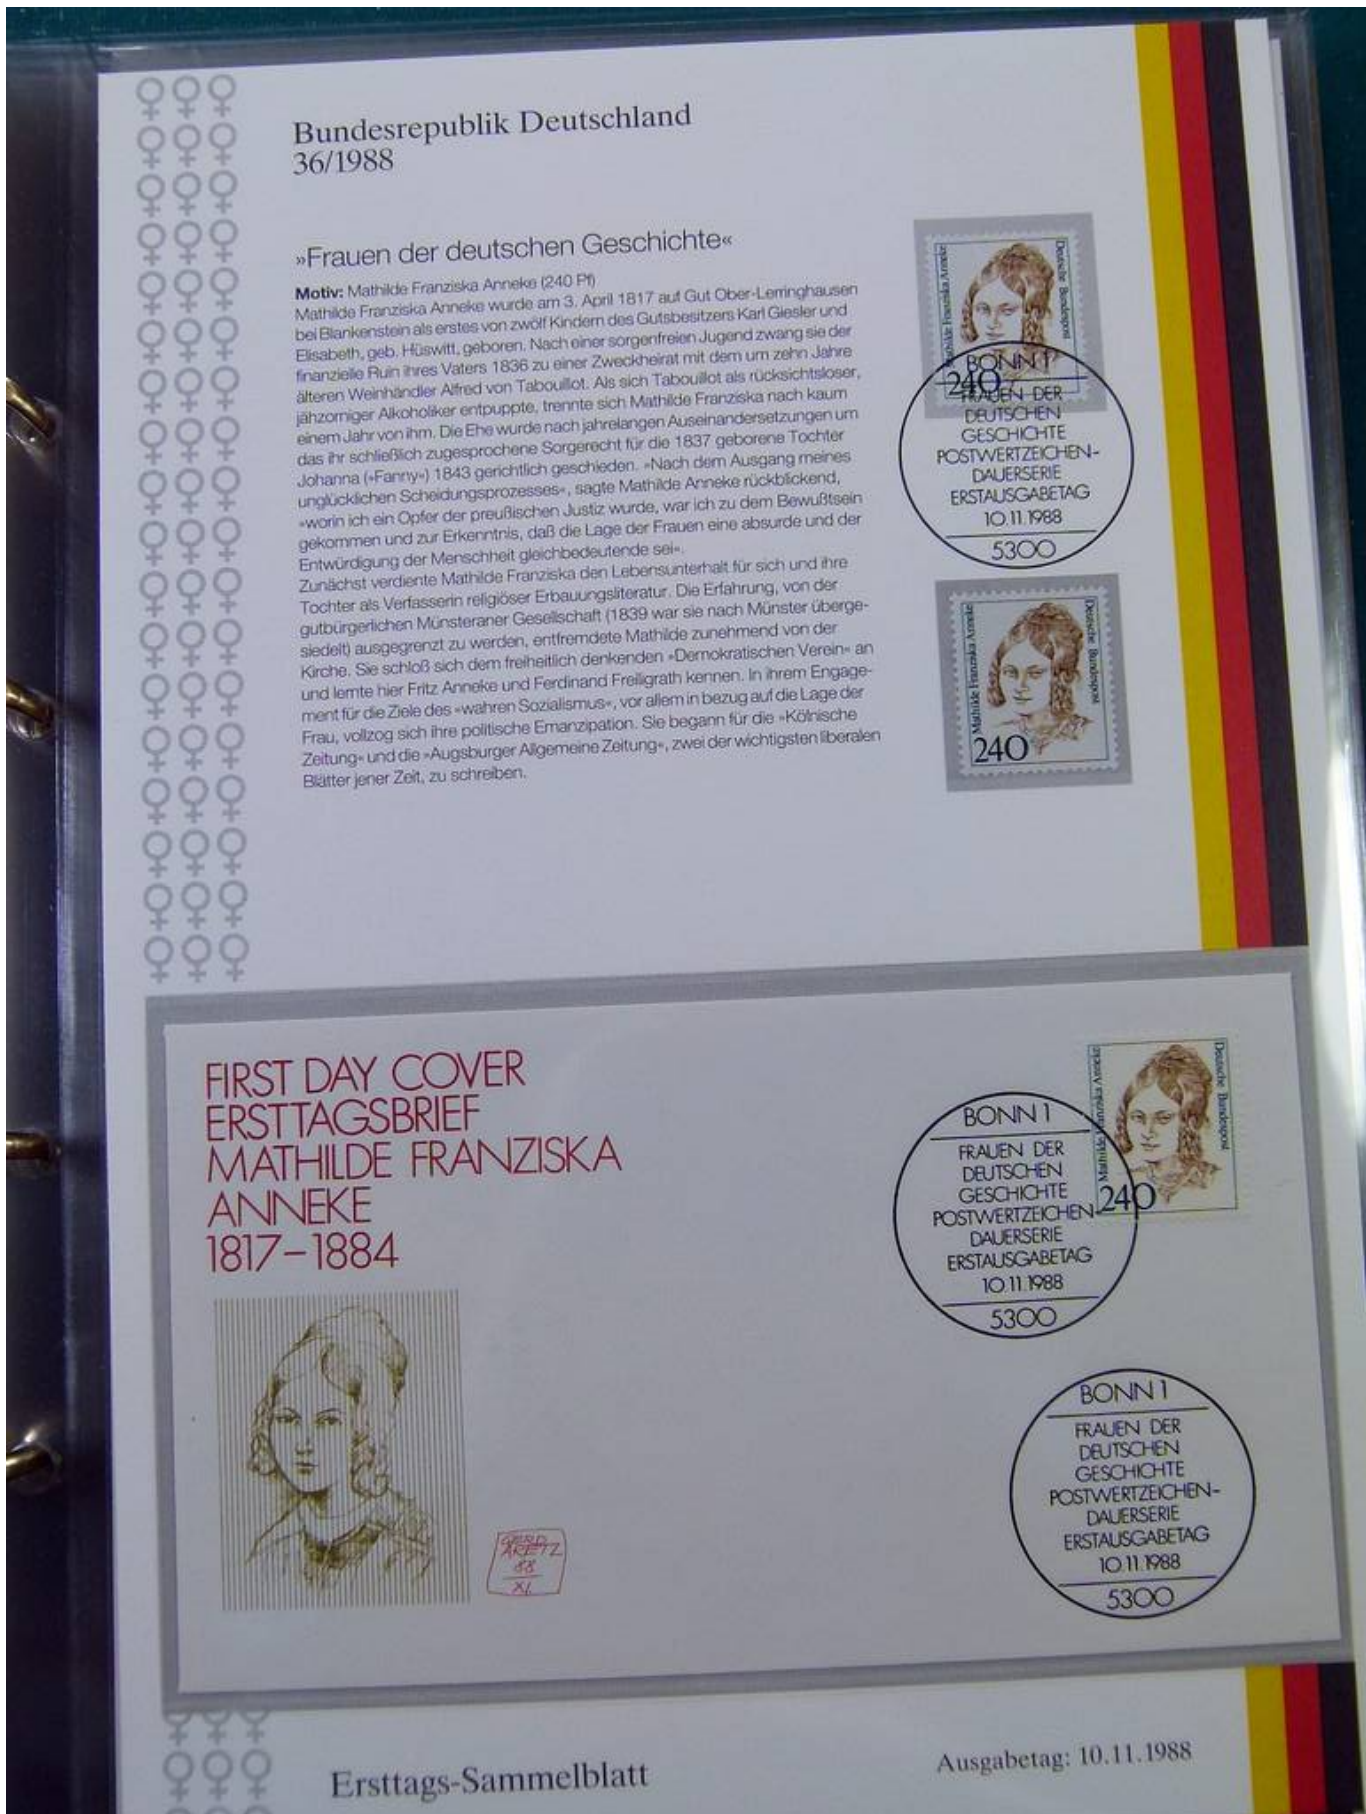 Bundesrepublik Deutschland
36/1988
»Frauen der deutschen Geschichte«
Motiv: Mathilde Franziska Anneke (240 Pf)
Mathilde Franziska Anneke wurde am 3. April 1817 auf Gut Ober-Lerringhausen
bei Blankenstein als erstes von zwölf Kindern des Gutsbesitzers Karl Giesler und
Elisabeth, geb. Hüswitt, geboren. Nach einer sorgenfreien Jugend zwang sie der
finanzielle Ruin ihres Vaters 1836 zu einer Zweckheirat mit dem um zehn Jahre
älteren Weinhändler Alfred von Tabouillot. Als sich Tabouillot als rücksichtsloser,
jähzorniger Alkoholiker entpuppte, trennte sich Mathilde Franziska nach kaum
einem Jahr von ihm. Die Ehe wurde nach jahrelangen Auseinandersetzungen um
das ihr schließlich zugesprochene Sorgerecht für die 1837 geborene Tochter
Johanna (»Fanny«) 1843 gerichtlich geschieden. »Nach dem Ausgang meines
unglücklichen Scheidungsprozesses«, sagte Mathilde Anneke rückblickend,
»worin ich ein Opfer der preußischen Justiz wurde, war ich zu dem Bewußtsein
gekommen und zur Erkenntnis, daß die Lage der Frauen eine absurde und der
Entwürdigung der Menschheit gleichbedeutende sei«.
Zunächst verdiente Mathilde Franziska den Lebensunterhalt für sich und ihre
Tochter als Verfasserin religiöser Erbauungsliteratur. Die Erfahrung, von der
gutbürgerlichen Münsteraner Gesellschaft (1839 war sie nach Münster überge-
siedelt) ausgegrenzt zu werden, entfremdete Mathilde zunehmend von der
Kirche. Sie schloß sich dem freiheitlich denkenden »Demokratischen Verein« an
und lernte hier Fritz Anneke und Ferdinand Freiligrath kennen. In ihrem Engage-
ment für die Ziele des »wahren Sozialismus«, vor allem in bezug auf die Lage der
Frau, vollzog sich ihre politische Emanzipation. Sie begann für die »Kölnische
Zeitung« und die »Augsburger Allgemeine Zeitung«, zwei der wichtigsten liberalen
Blätter jener Zeit, zu schreiben.
Mathilde Franziska Anneke
Deutsche Bundespost
240
BONN 1
FRAUEN DER
DEUTSCHEN
GESCHICHTE
POSTWERTZEICHEN-
DAUERSERIE
ERSTAUSGABETAG
10.11.1988
5300
Mathilde Franziska Anneke
Deutsche Bundespost
240
FIRST DAY COVER
ERSTTAGSBRIEF
MATHILDE FRANZISKA
ANNEKE
1817–1884
GERD
ARETZ
88
XI.
Mathilde Franziska Anneke
Deutsche Bundespost
240
BONN 1
FRAUEN DER
DEUTSCHEN
GESCHICHTE
POSTWERTZEICHEN-
DAUERSERIE
ERSTAUSGABETAG
10.11.1988
5300
BONN 1
FRAUEN DER
DEUTSCHEN
GESCHICHTE
POSTWERTZEICHEN-
DAUERSERIE
ERSTAUSGABETAG
10.11.1988
5300
Ersttags-Sammelblatt
Ausgabetag: 10.11.1988